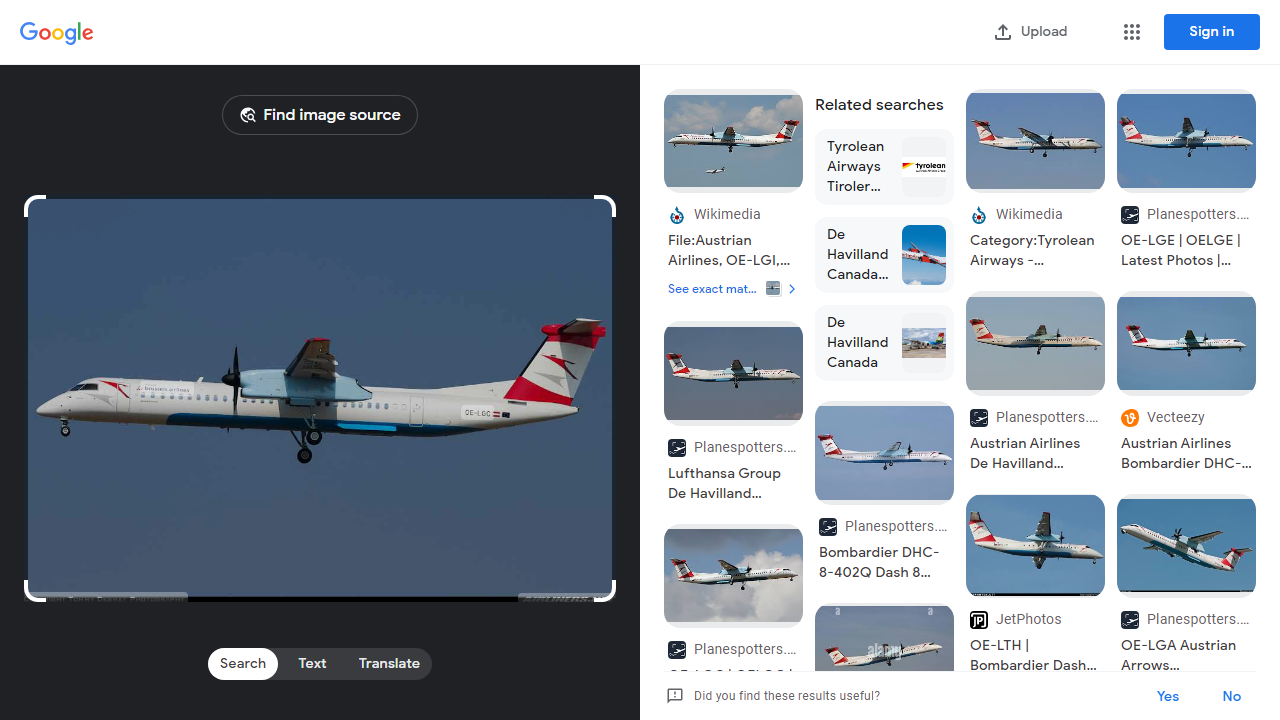 Google
Upload
Sign in
Find image source
OE-LGC
Search
Text
Translate
Wikimedia
File:Austrian
Airlines, OE-LGI,...
See exact mat...
Planespotters....
Lufthansa Group
De Havilland...
Planespotters....
Related searches
Tyrolean
Airways
Tiroler...
tyrolean
De
Havilland
Canada...
De
Havilland
Canada
Planespotters....
Bombardier DHC-
8-402Q Dash 8...
alamy
Wikimedia
Category:Tyrolean
Airways -...
Planespotters....
Austrian Airlines
De Havilland...
JetPhotos
OE-LTH |
Bombardier Dash...
Planespotters....
OE-LGE | OELGE |
Latest Photos |...
Vecteezy
Austrian Airlines
Bombardier DHC-...
Planespotters....
OE-LGA Austrian
Arrows...
Did you find these results useful?
Yes
No